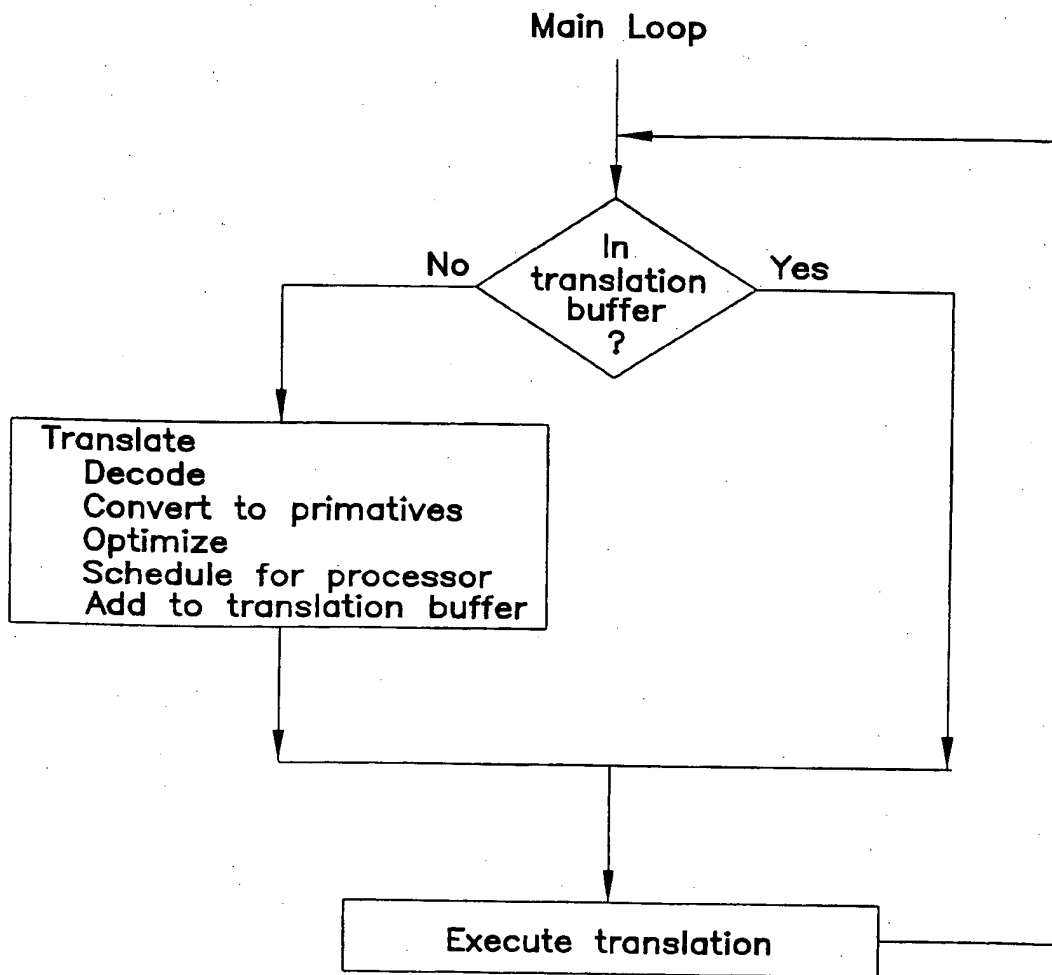 Main Loop
In
translation
buffer
?
No
Yes
Translate
Decode
Convert to primatives
Optimize
Schedule for processor
Add to translation buffer
Execute translation